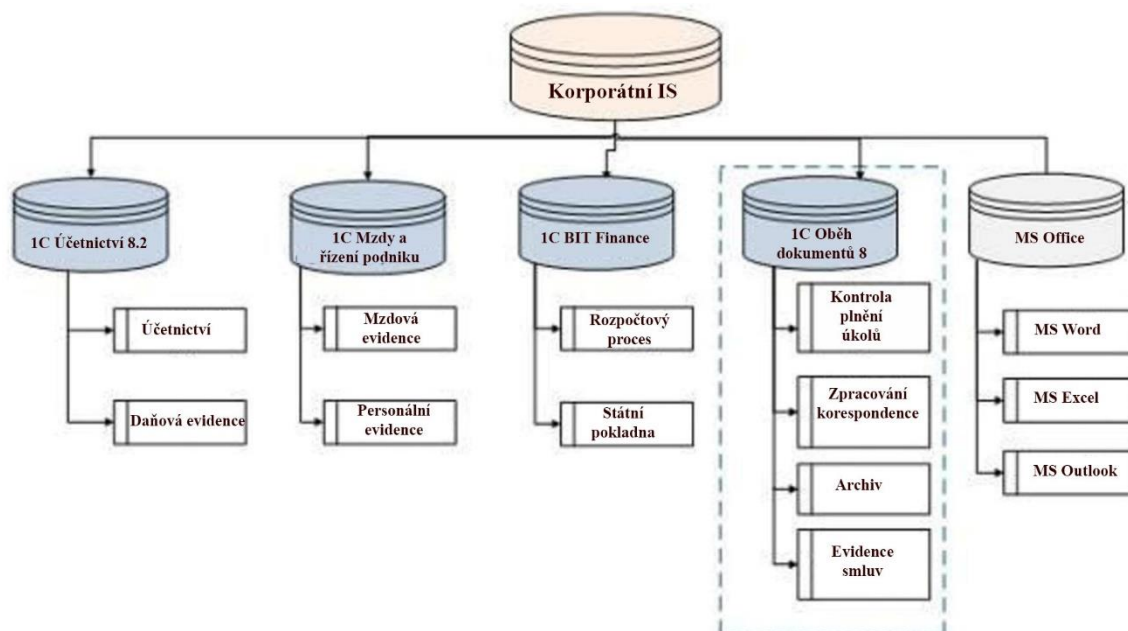 Korporátní IS
1C Účetnictví 8.2
1C Mzdy a
řízení podniku
1C BIT Finance
1C Oběh
dokumentů 8
MS Office
Účetnictví
Daňová evidence
Mzdová
evidence
Personální
evidence
Rozpočtový
proces
Státní
pokladna
Kontrola
plnění
úkolů
Zpracování
korespondence
Archiv
Evidence
smluv
MS Word
MS Excel
MS Outlook